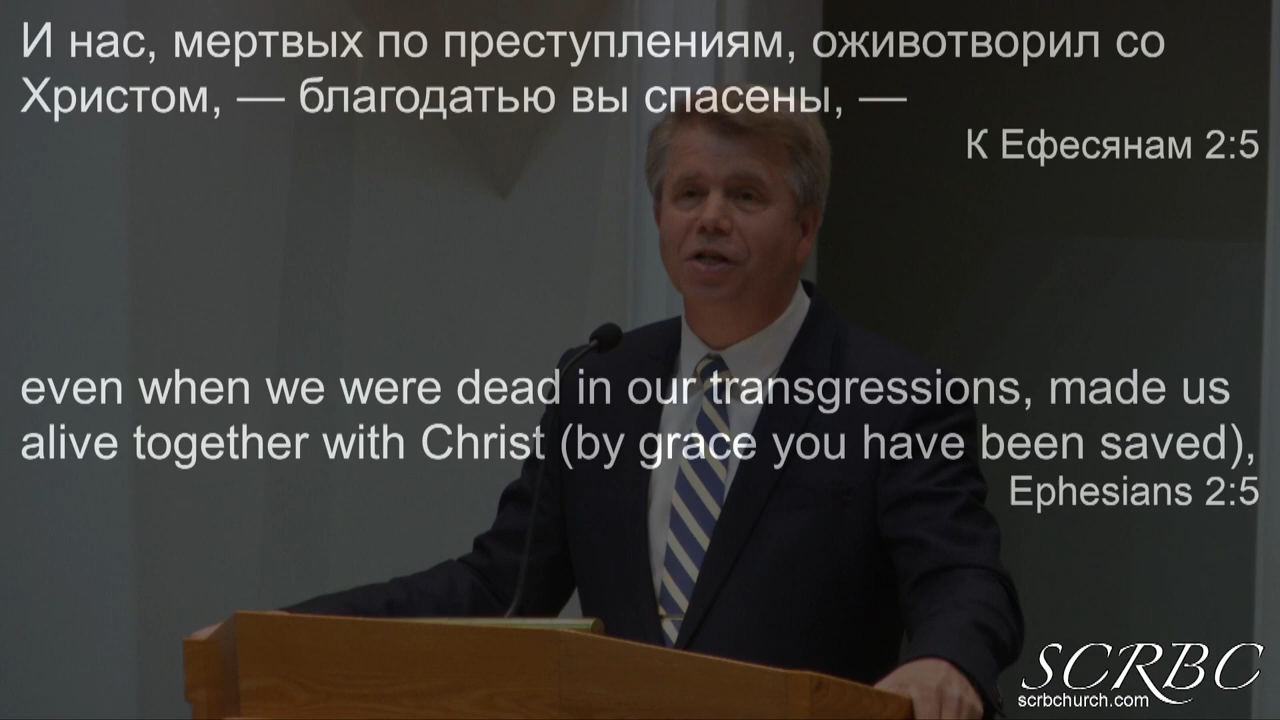 И нас, мертвых по преступлениям, оживотворил со
Христом, — благодатью вы спасены, —
К Ефесянам 2:5
even when we were dead in our transgressions, made us
alive together with Christ (by grace you have been saved),
Ephesians 2:5
SCRBC
scrbchurch.com